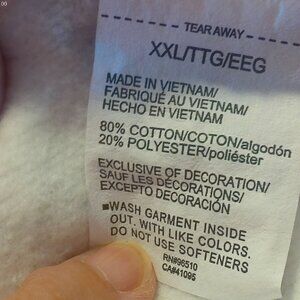 TEAR AWAY
XXL/TTG/EEG
MADE IN VIETNAM/
FABRIQUÉ AU VIETNAM/
HECHO EN VIETNAM
80% COTTON/COTON/algodón
20% POLYESTER/poliéster
EXCLUSIVE OF DECORATION/
SAUF LES DÉCORATIONS/
EXCEPTO DECORACIÓN
■WASH GARMENT INSIDE
OUT. WITH LIKE COLORS.
DO NOT USE SOFTENERS
RN#96510
CA#41095